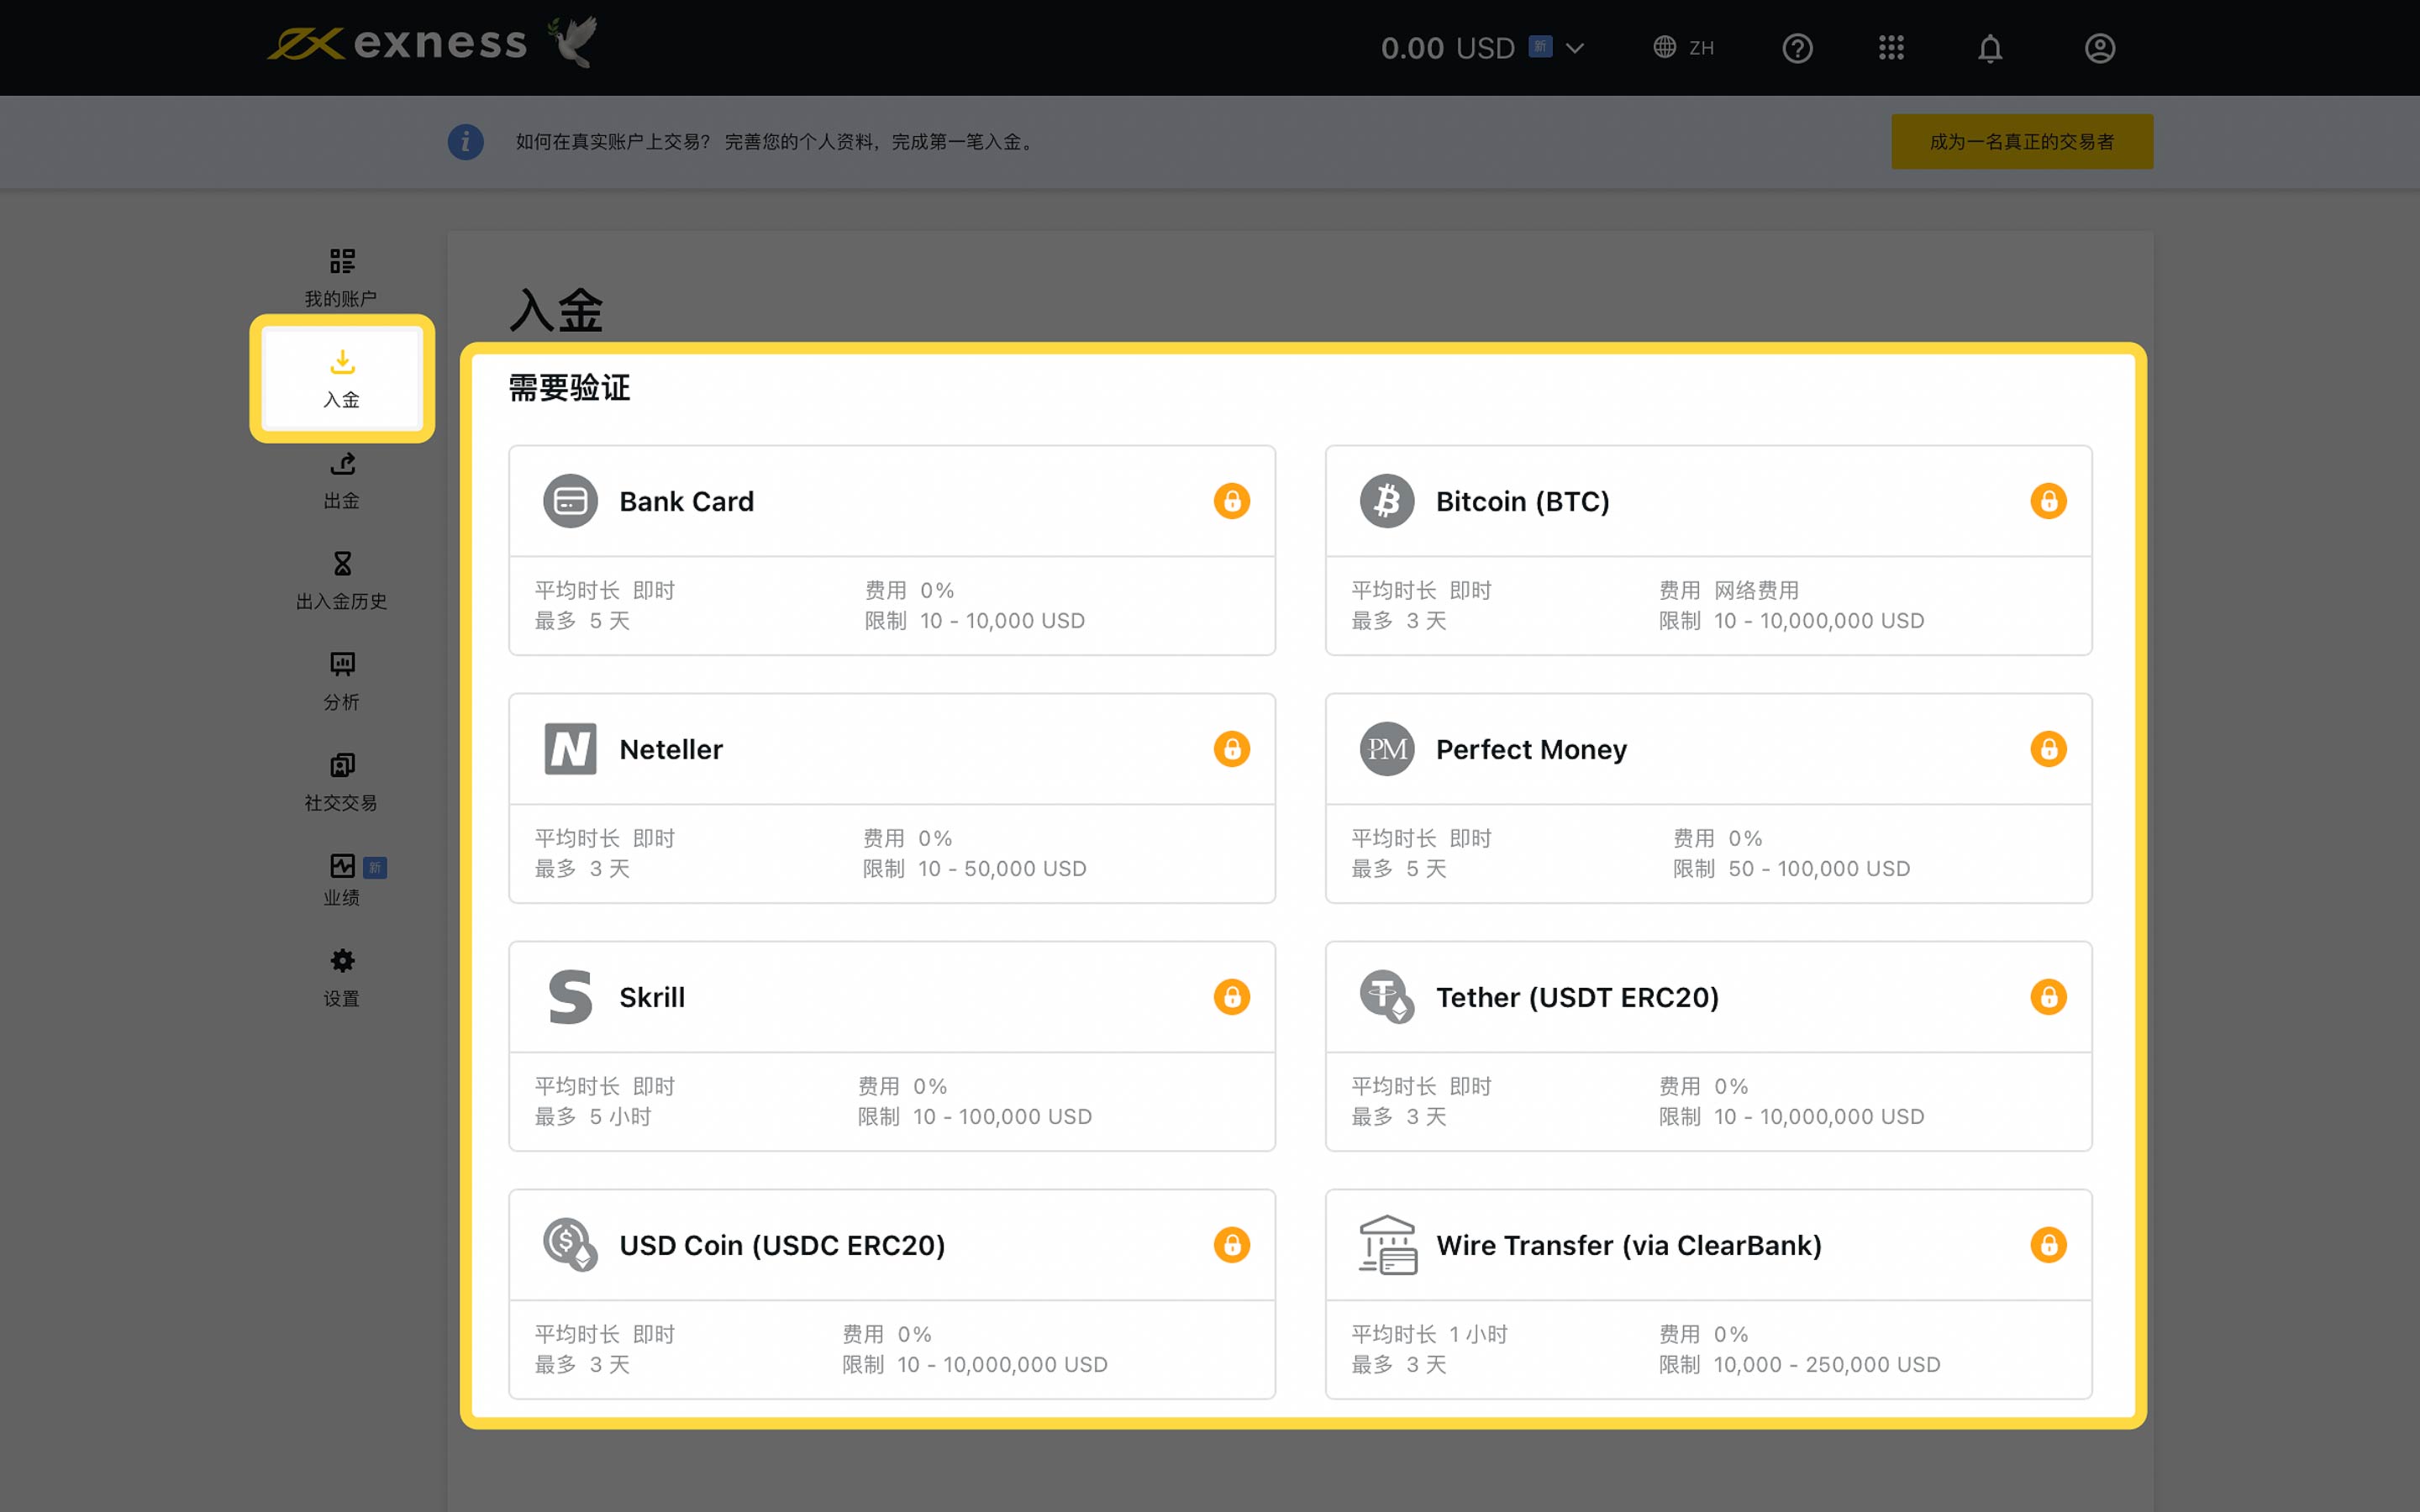 exness
0.00 USD 新
ZH
如何在真实账户上交易? 完善您的个人资料，完成第一笔入金。
成为一名真正的交易者
我的账户
入金
出金
出入金历史
分析
社交交易
新
业绩
设置
入金
需要验证
Bank Card
平均时长 即时 费用 0%
最多 5 天 限制 10 - 10,000 USD
Bitcoin (BTC)
平均时长 即时 费用 网络费用
最多 3 天 限制 10 - 10,000,000 USD
N
Neteller
平均时长 即时 费用 0%
最多 3 天 限制 10 - 50,000 USD
PM
Perfect Money
平均时长 即时 费用 0%
最多 5 天 限制 50 - 100,000 USD
S
Skrill
平均时长 即时 费用 0%
最多 5 小时 限制 10 - 100,000 USD
Tether (USDT ERC20)
平均时长 即时 费用 0%
最多 3 天 限制 10 - 10,000,000 USD
USD Coin (USDC ERC20)
平均时长 即时 费用 0%
最多 3 天 限制 10 - 10,000,000 USD
Wire Transfer (via ClearBank)
平均时长 1 小时 费用 0%
最多 3 天 限制 10,000 - 250,000 USD